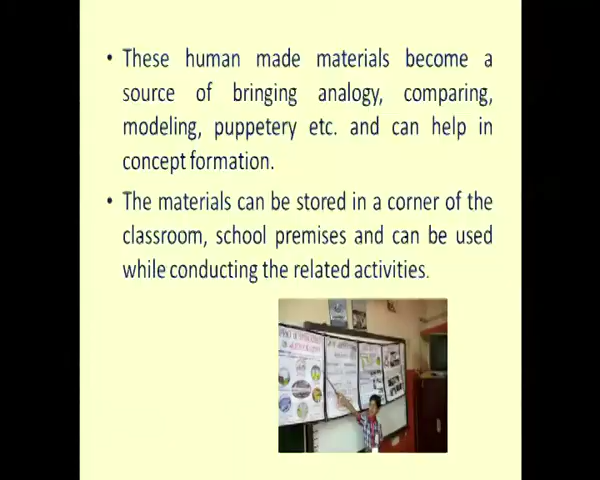 • These human made materials become a
source of bringing analogy, comparing,
modeling, puppetery etc. and can help in
concept formation.
• The materials can be stored in a corner of the
classroom, school premises and can be used
while conducting the related activities.